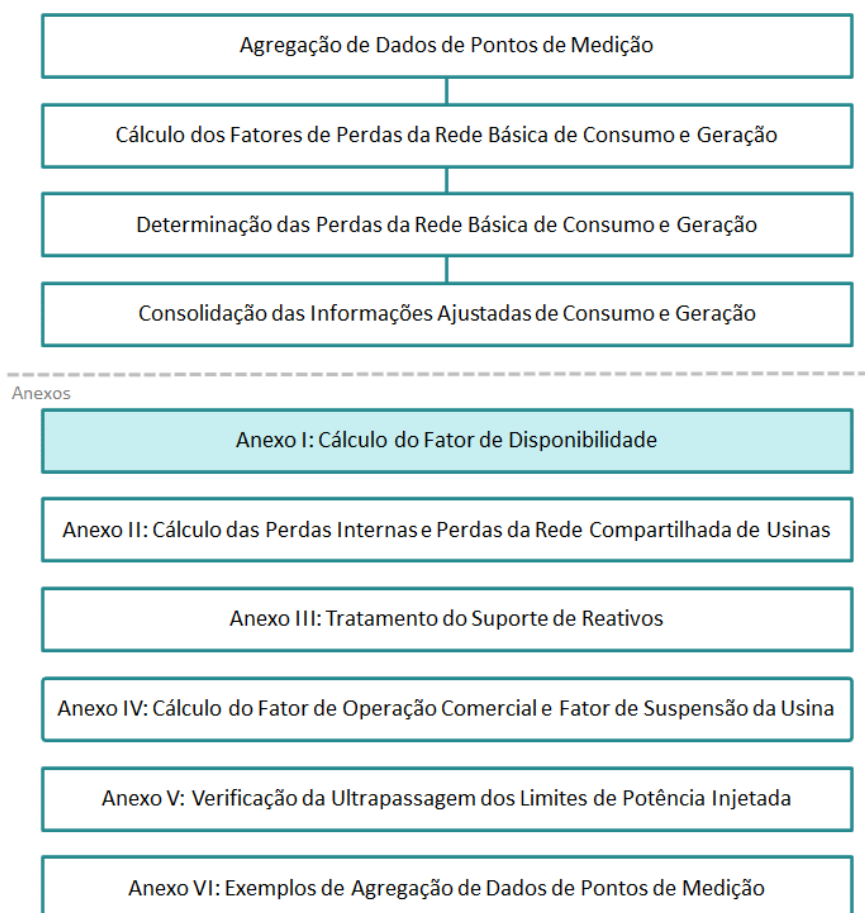 Agregação de Dados de Pontos de Medição
Cálculo dos Fatores de Perdas da Rede Básica de Consumo e Geração
Determinação das Perdas da Rede Básica de Consumo e Geração
Consolidação das Informações Ajustadas de Consumo e Geração
Anexos
Anexo I: Cálculo do Fator de Disponibilidade
Anexo II: Cálculo das Perdas Internas e Perdas da Rede Compartilhada de Usinas
Anexo III: Tratamento do Suporte de Reativos
Anexo IV: Cálculo do Fator de Operação Comercial e Fator de Suspensão da Usina
Anexo V: Verificação da Ultrapassagem dos Limites de Potência Injetada
Anexo VI: Exemplos de Agregação de Dados de Pontos de Medição